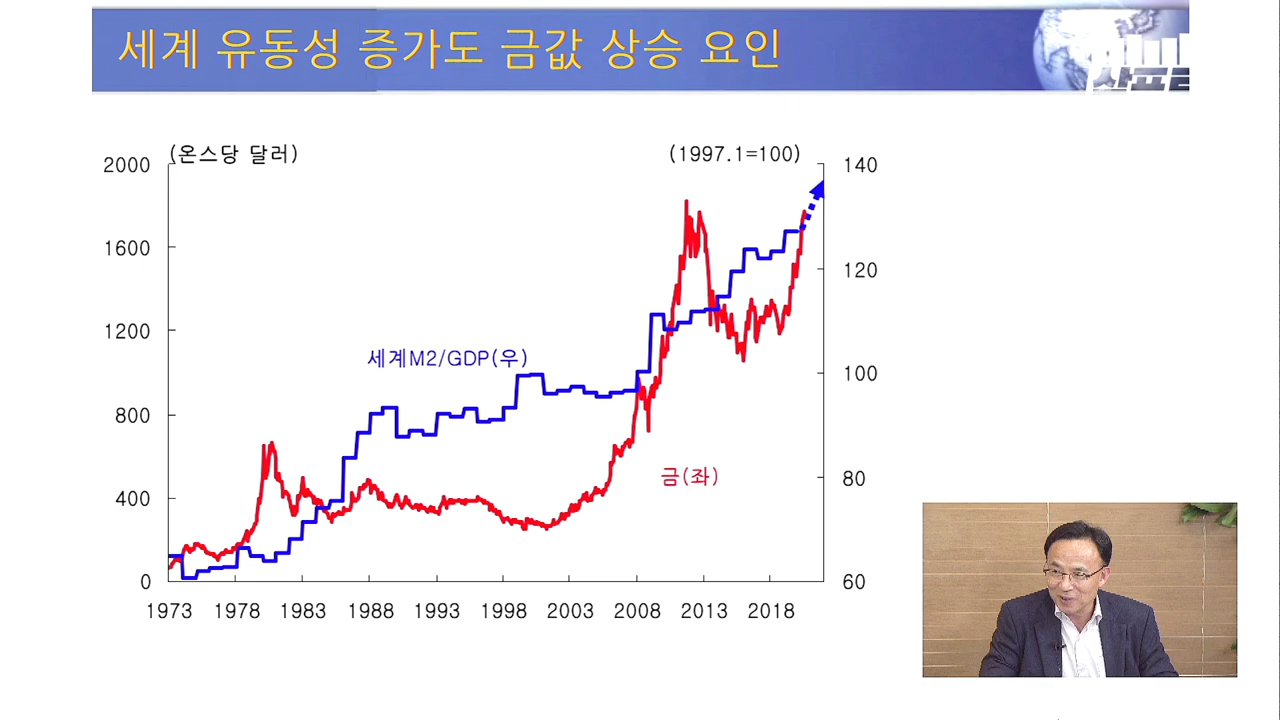 세계 유동성 증가도 금값 상승 요인
(온스당 달러)
(1997.1=100)
2000
1600
1200
800
400
0
140
120
100
80
60
세계M2/GDP(우)
금(좌)
1973 1978 1983 1988 1993 1998 2003 2008 2013 2018